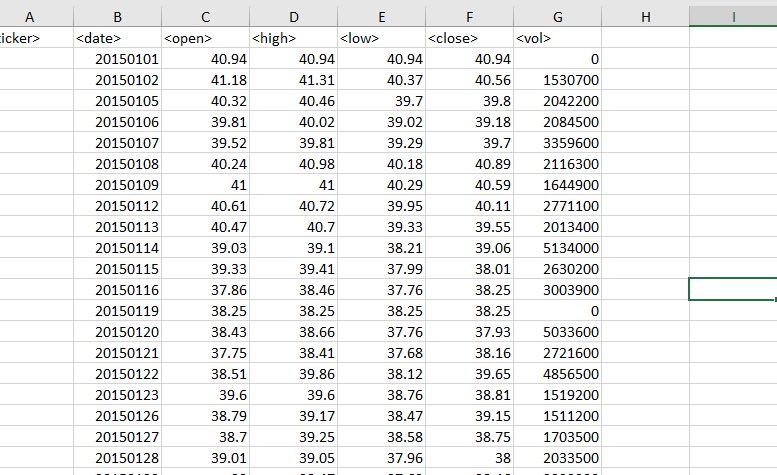 A B C D E F G H I
icker> <date> <open> <high> <low> <close> <vol>
20150101 40.94 40.94 40.94 40.94 0
20150102 41.18 41.31 40.37 40.56 1530700
20150105 40.32 40.46 39.7 39.8 2042200
20150106 39.81 40.02 39.02 39.18 2084500
20150107 39.52 39.81 39.29 39.7 3359600
20150108 40.24 40.98 40.18 40.89 2116300
20150109 41 41 40.29 40.59 1644900
20150112 40.61 40.72 39.95 40.11 2771100
20150113 40.47 40.7 39.33 39.55 2013400
20150114 39.03 39.1 38.21 39.06 5134000
20150115 39.33 39.41 37.99 38.01 2630200
20150116 37.86 38.46 37.76 38.25 3003900
20150119 38.25 38.25 38.25 38.25 0
20150120 38.43 38.66 37.76 37.93 5033600
20150121 37.75 38.41 37.68 38.16 2721600
20150122 38.51 39.86 38.12 39.65 4856500
20150123 39.6 39.6 38.76 38.81 1519200
20150126 38.79 39.17 38.47 39.15 1511200
20150127 38.7 39.25 38.58 38.75 1703500
20150128 39.01 39.05 37.96 38 2033500